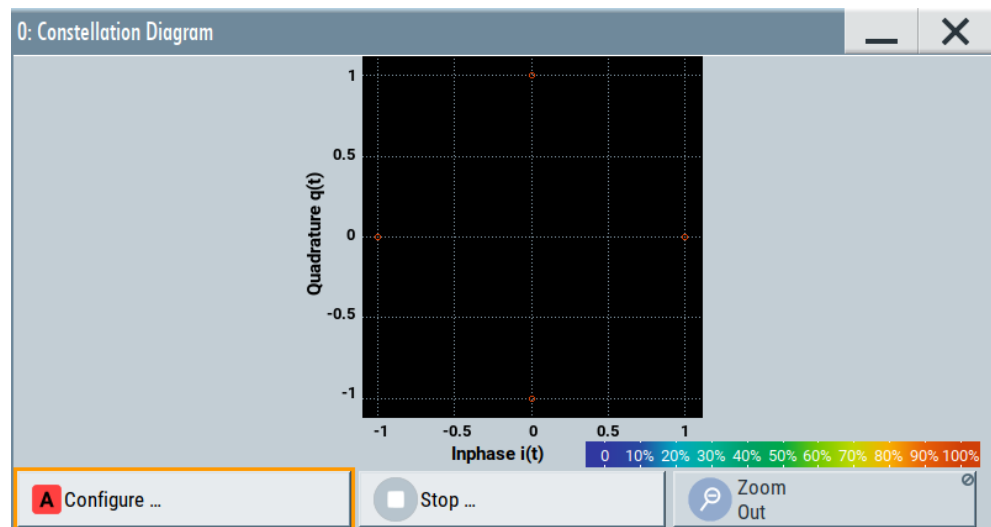 0: Constellation Diagram
1
0.5
0
-0.5
-1
Quadrature q(t)
-1 -0.5 0 0.5 1
Inphase i(t)
0 10% 20% 30% 40% 50% 60% 70% 80% 90% 100%
A Configure ...
Stop ...
Zoom
Out